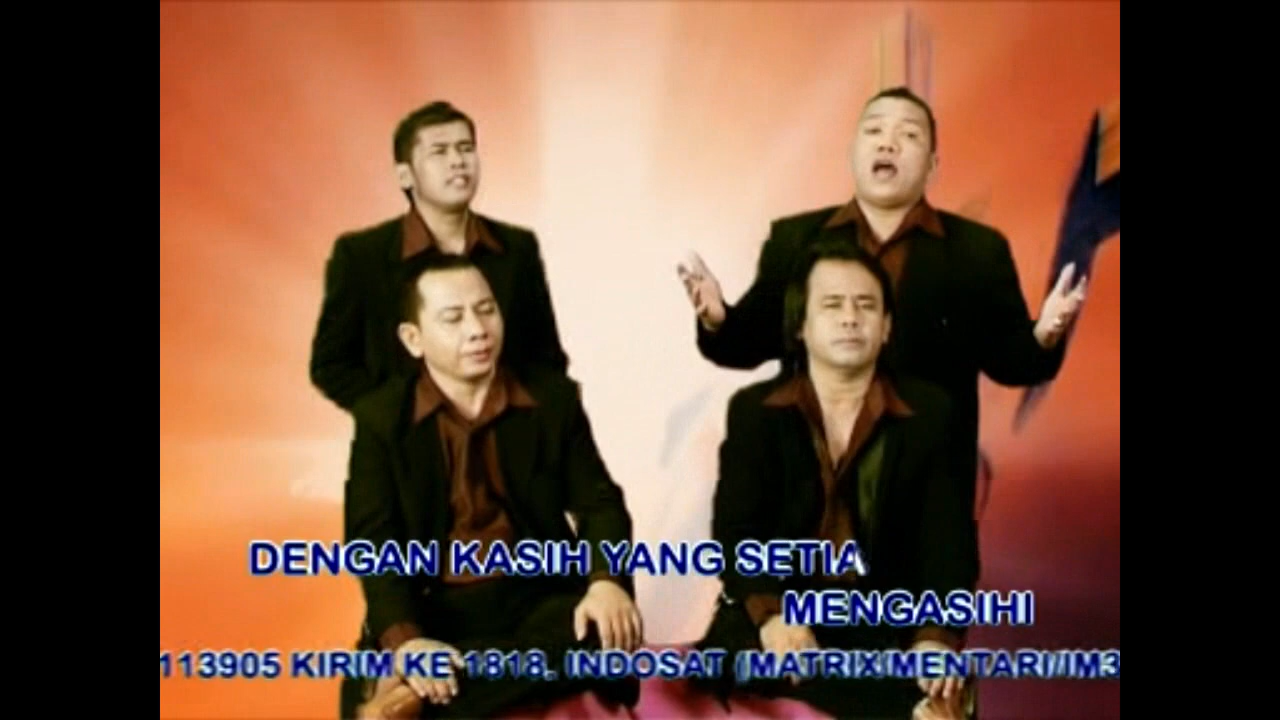 DENGAN KASIH YANG SETIA
MENGASIHI
113905 KIRIM KE 1818. INDOSAT (MATRIX/MENTARI/IM3